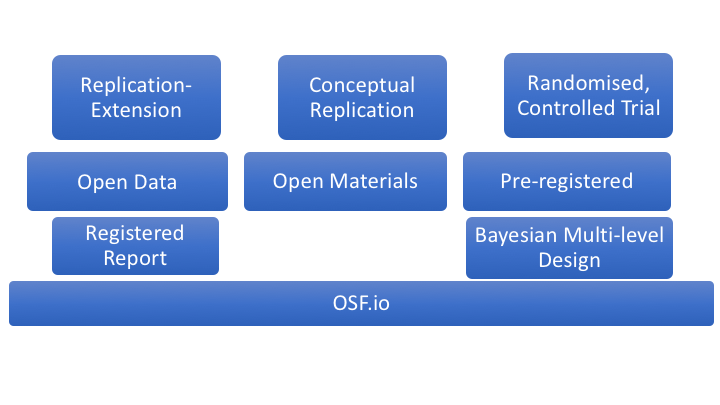 Replication-
Extension
Conceptual
Replication
Randomised,
Controlled Trial
Open Data
Open Materials
Pre-registered
Registered
Report
Bayesian Multi-level
Design
OSF.io